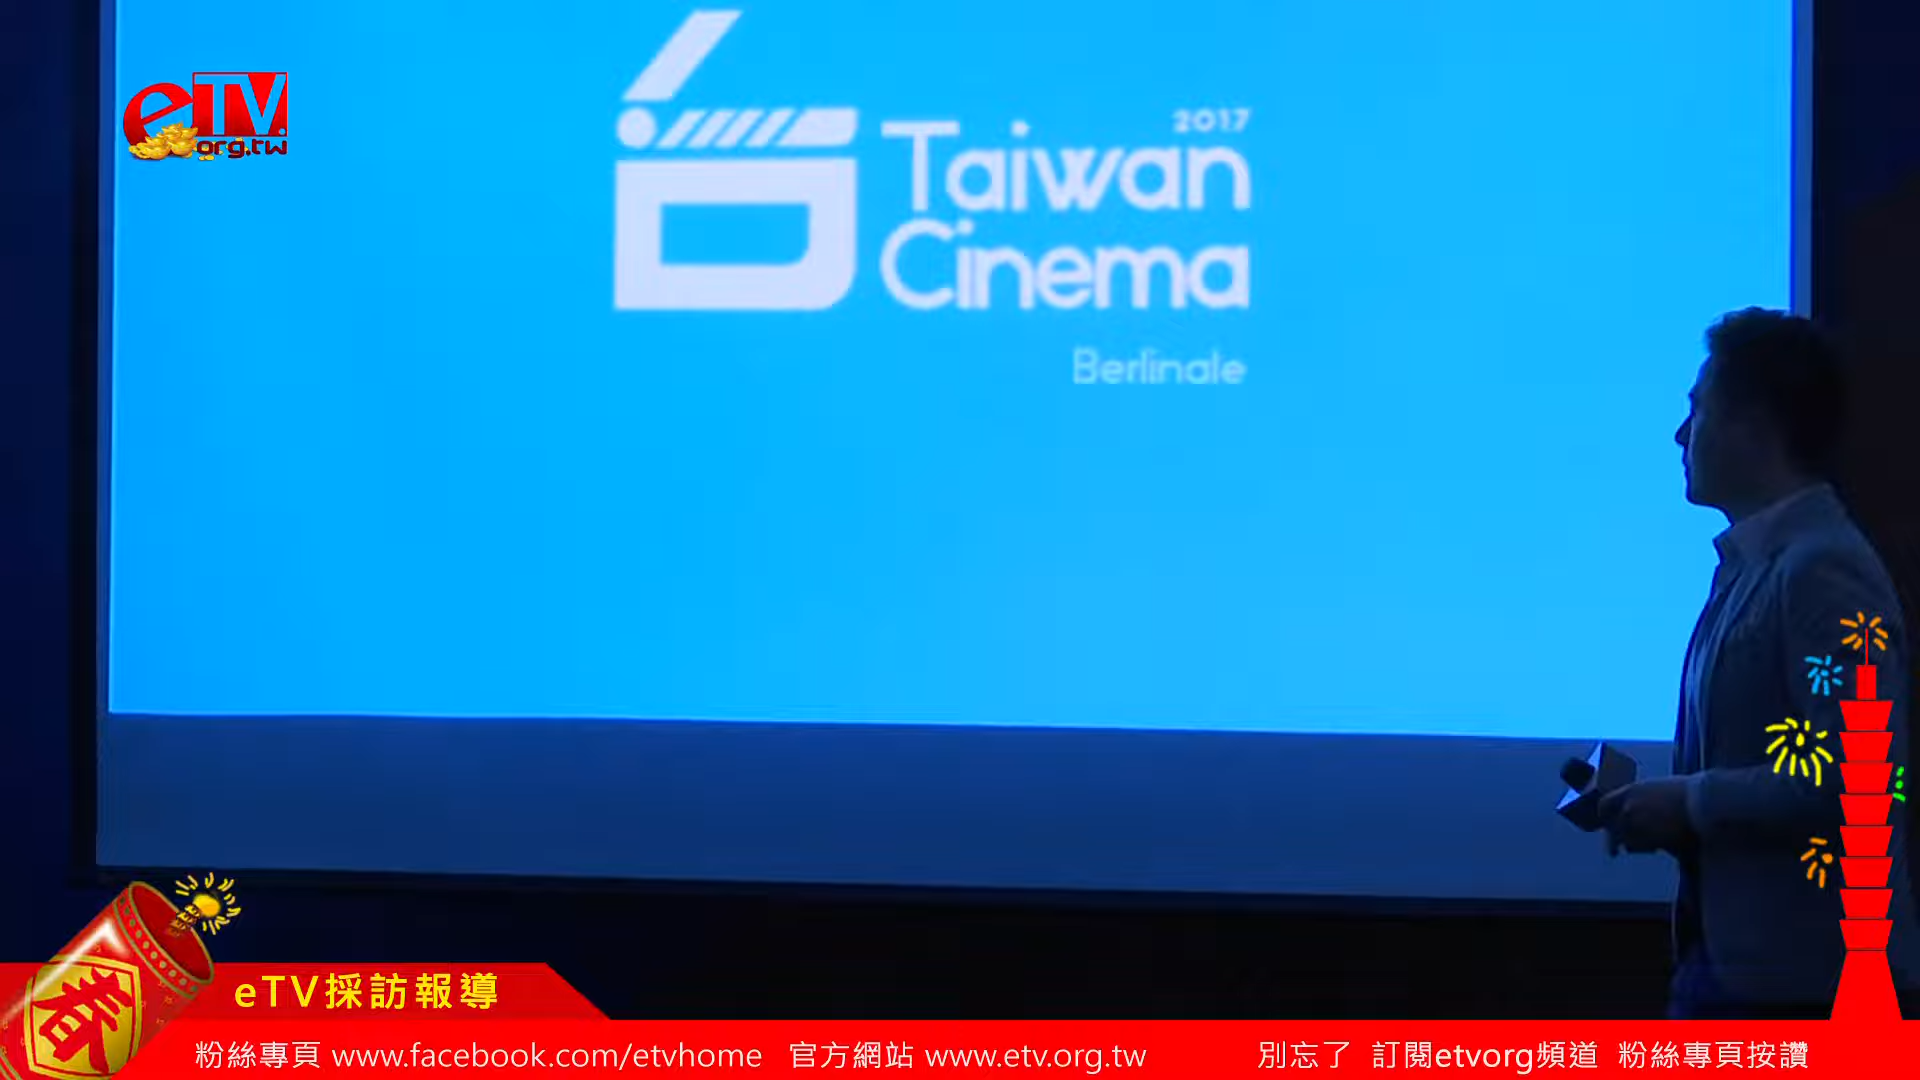 eTV
.org.tw
2017
Taiwan
Cinema
Berlinale
春
eTV採訪報導
粉絲專頁 www.facebook.com/etvhome 官方網站 www.etv.org.tw 別忘了 訂閱etvorg頻道 粉絲專頁按讚